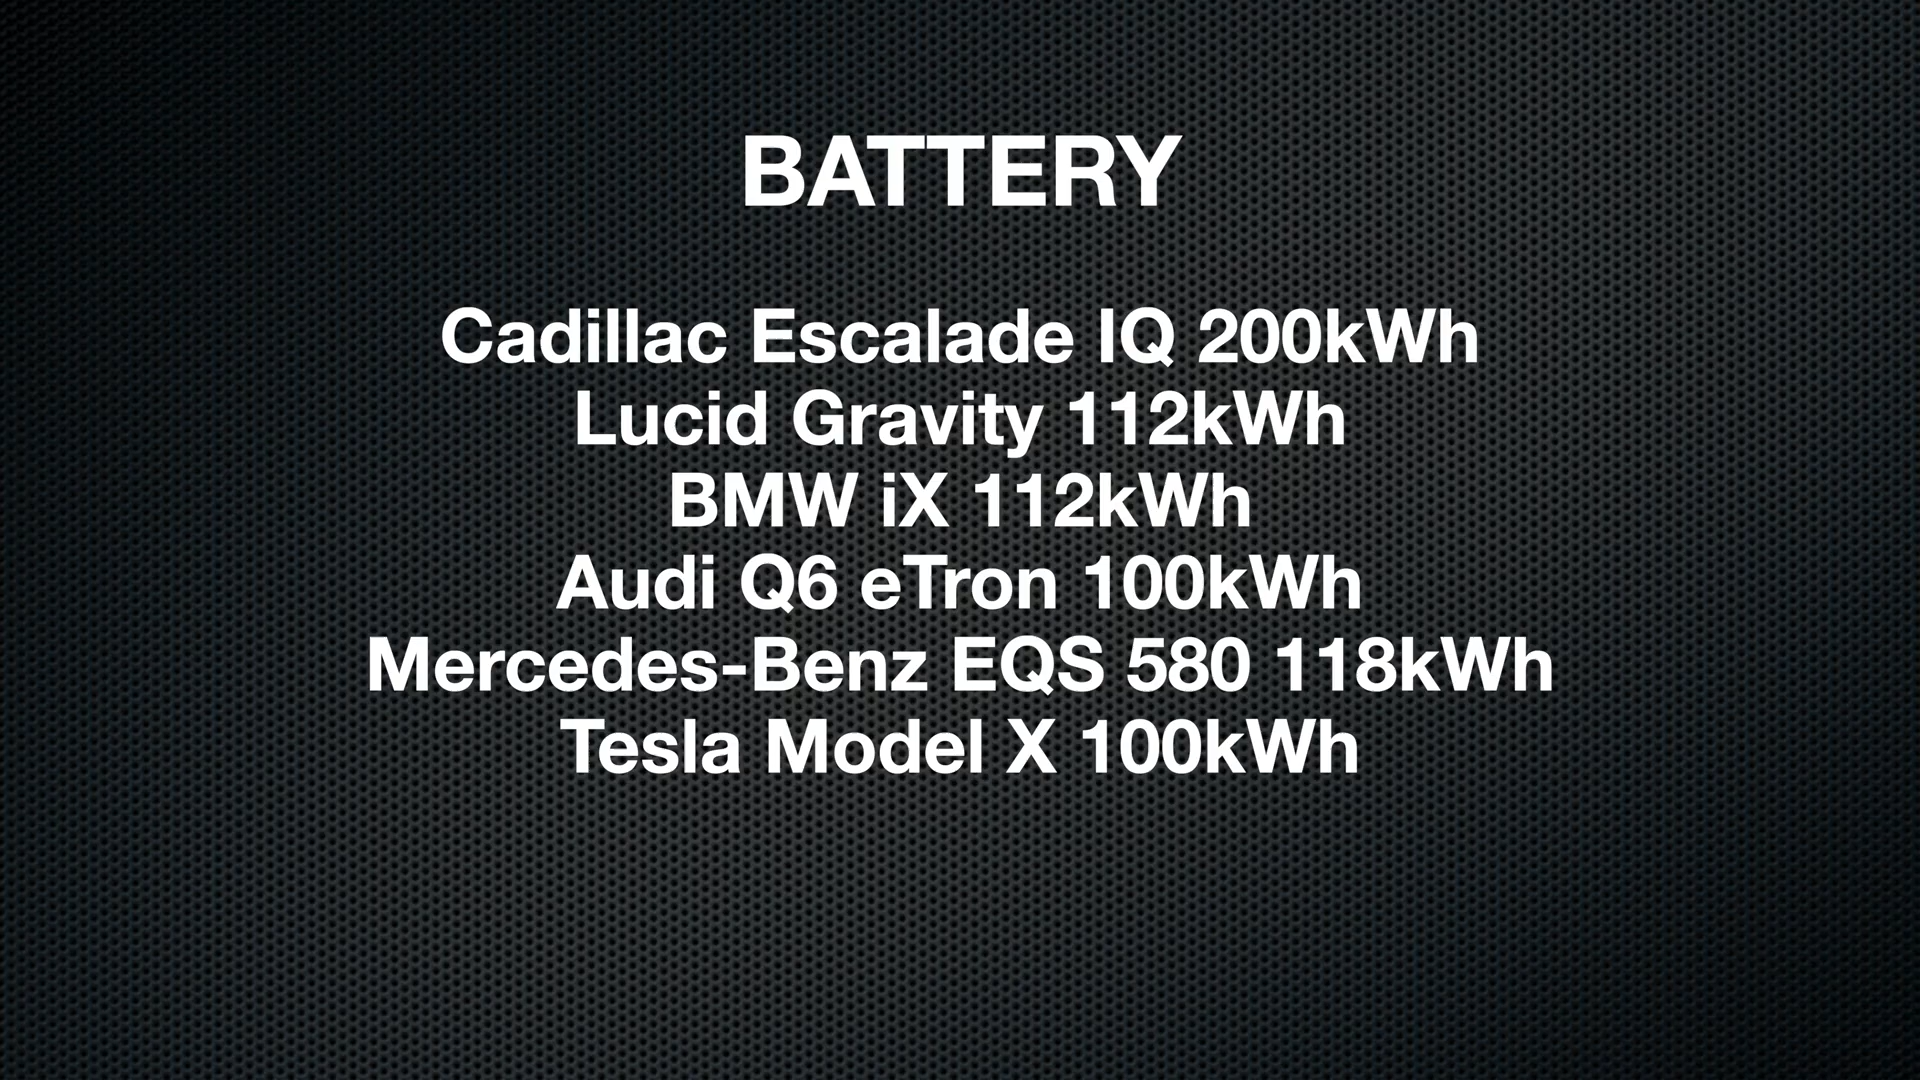 BATTERY
Cadillac Escalade IQ 200kWh
Lucid Gravity 112kWh
BMW iX 112kWh
Audi Q6 eTron 100kWh
Mercedes-Benz EQS 580 118kWh
Tesla Model X 100kWh